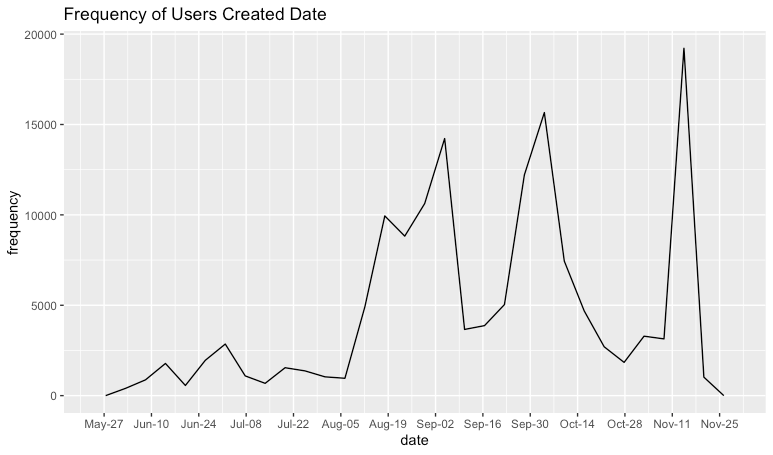 Frequency of Users Created Date
20000
15000
10000
5000
0
frequency
May-27 Jun-10 Jun-24 Jul-08 Jul-22 Aug-05 Aug-19 Sep-02 Sep-16 Sep-30 Oct-14 Oct-28 Nov-11 Nov-25
date